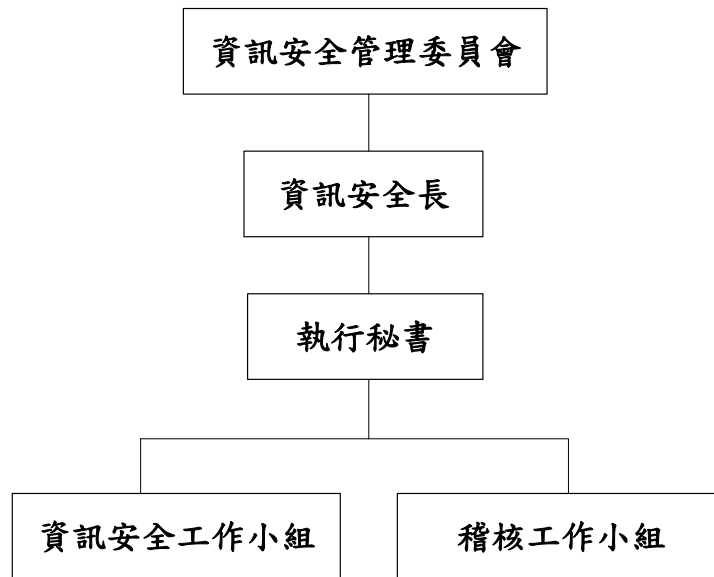 資訊安全管理委員會
資訊安全長
執行秘書
資訊安全工作小組
稽核工作小組